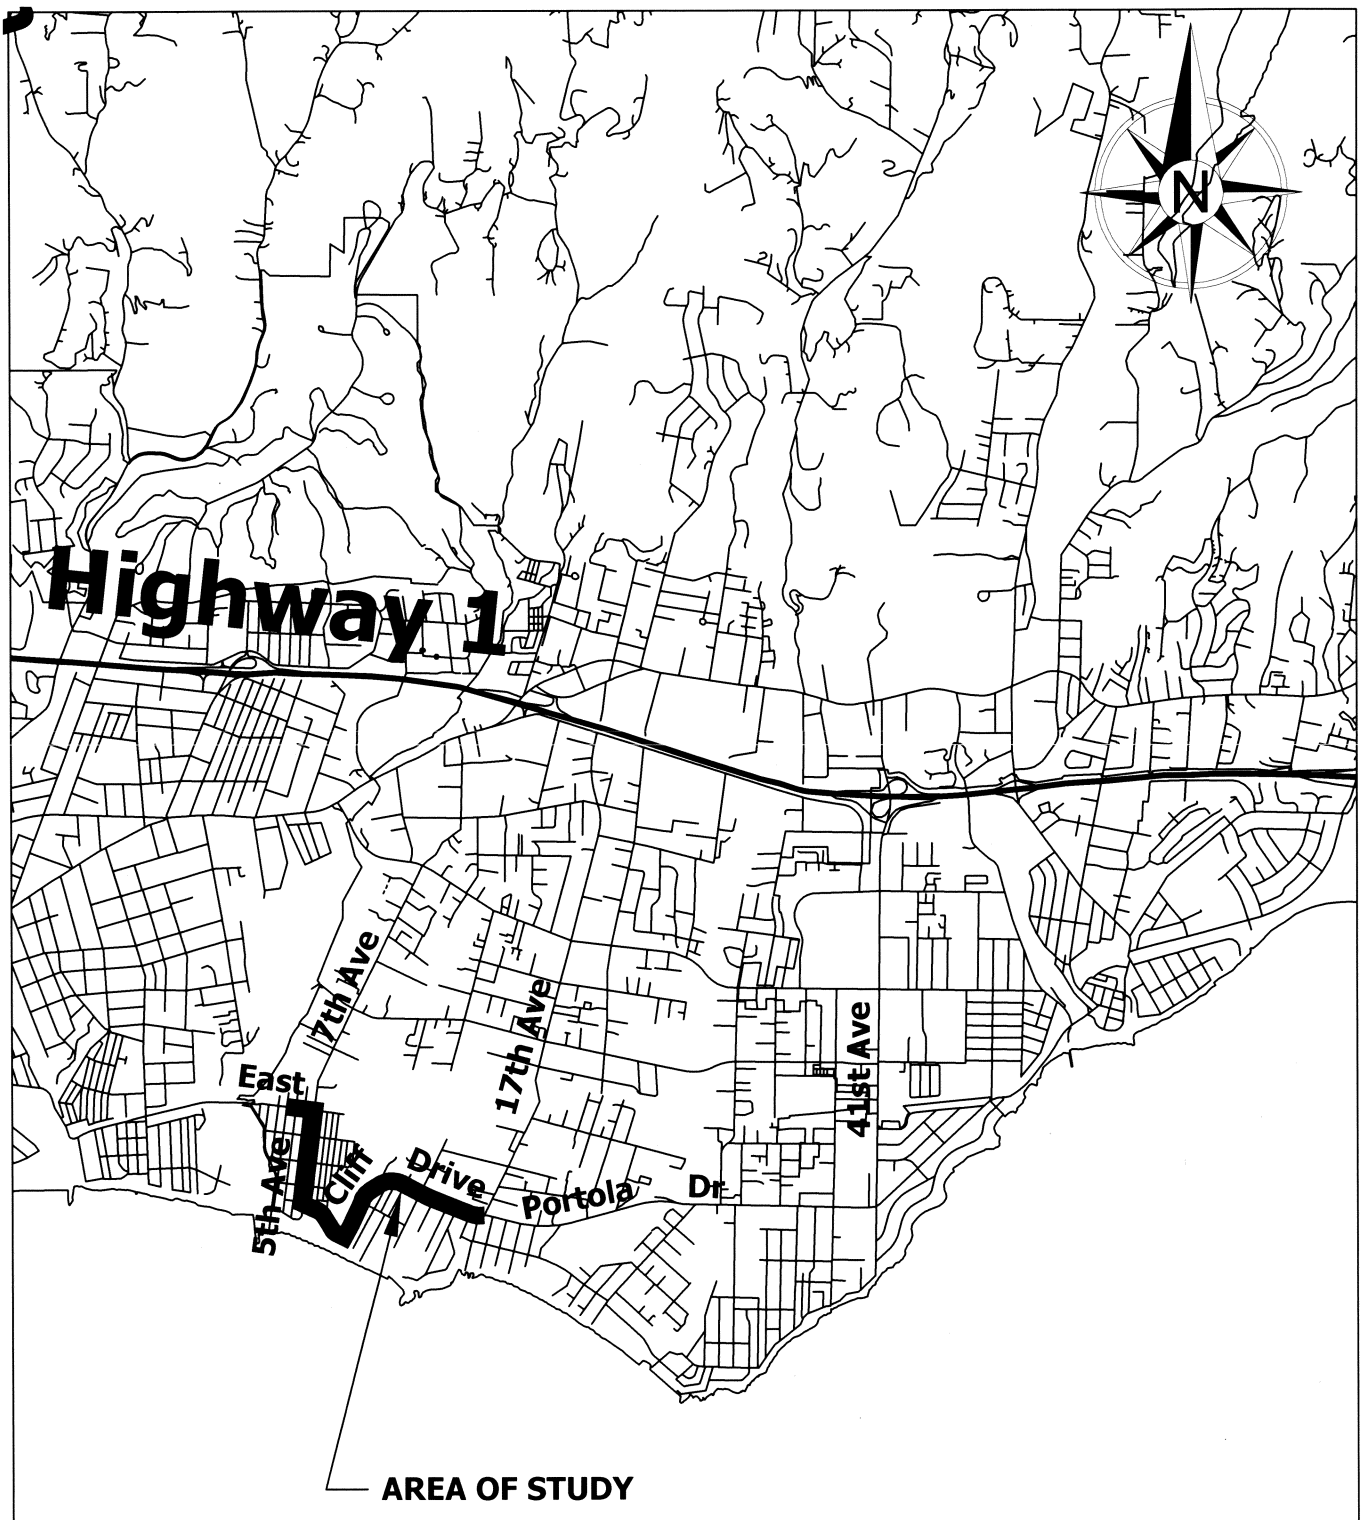 N
Highway 1
7th Ave
17th Ave
41st Ave
East
Cliff
Drive
5th Ave
Portola
Dr
AREA OF STUDY